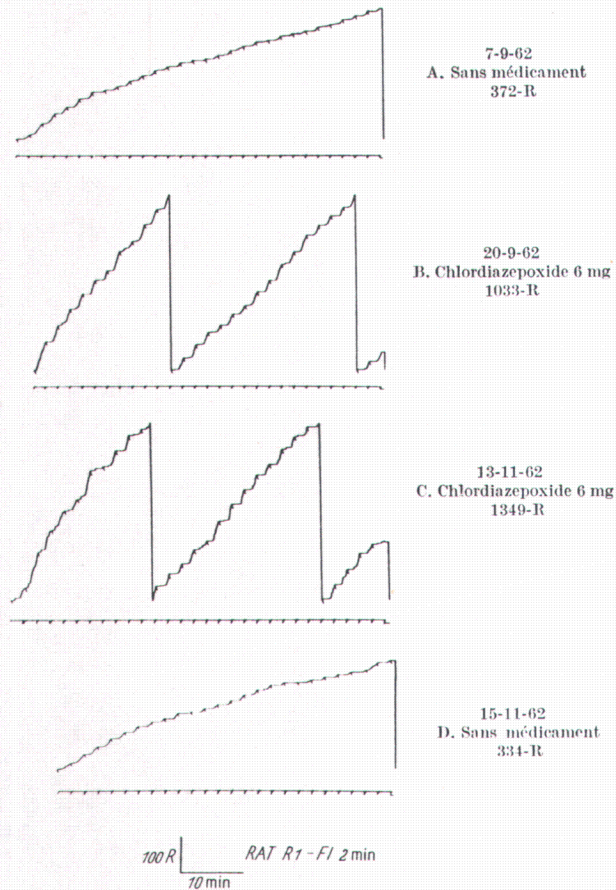 7-9-62
A. Sans médicament
372-R
20-9-62
B. Chlordiazepoxide 6 mg
1033-R
13-11-62
C. Chlordiazepoxide 6 mg
1349-R
15-11-62
D. Sans médicament
334-R
100 R
RAT R1 - FI 2 min
10 min